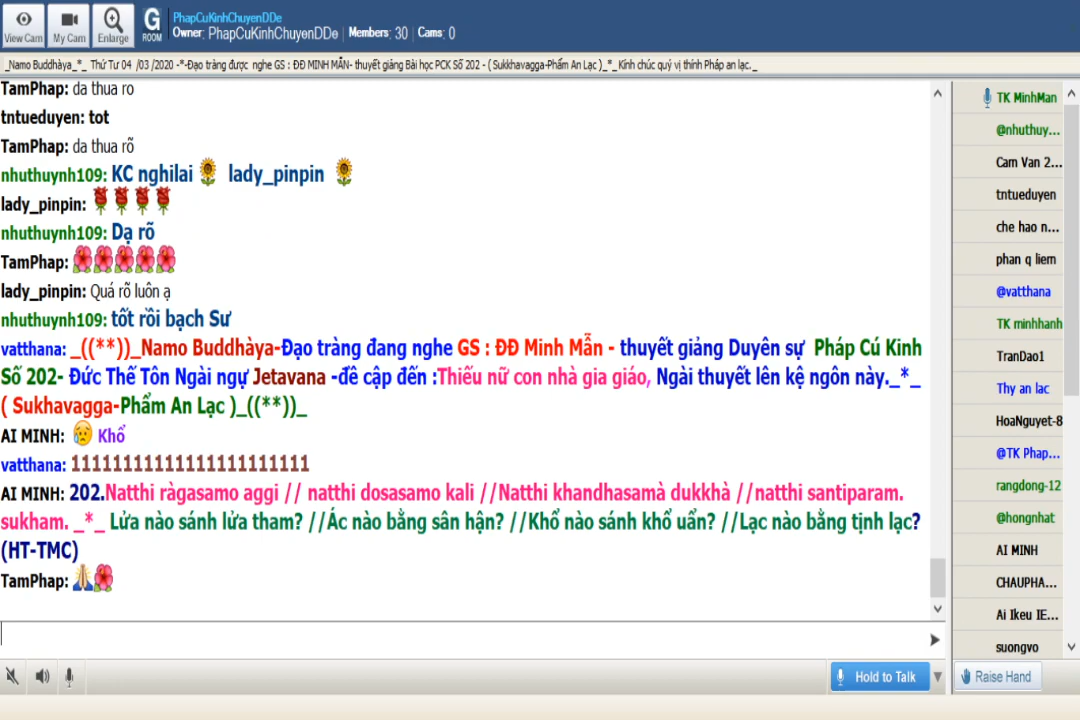 View Cam
My Cam
Enlarge
G
ROOM
PhapCuKinhChuyenDDe
Owner: PhapCuKinhChuyenDDe | Members: 30 | Cams: 0
_Namo Buddhàya_*_ Thứ Tư 04 /03 /2020 -*-Đạo tràng được nghe GS : ĐĐ MINH MẪN- thuyết giảng Bài học PCK Số 202 - ( Sukkhavagga-Phẩm An Lạc )_*_Kính chúc quý vị thính Pháp an lạc._
TamPhap: da thua ro
tntueduyen: tot
TamPhap: da thua rõ
nhuthuynh109: KC nghilai lady_pinpin
lady_pinpin:
nhuthuynh109: Dạ rõ
TamPhap:
lady_pinpin: Quá rõ luôn ạ
nhuthuynh109: tốt rồi bạch Sư
vatthana: _((**))_Namo Buddhàya-Đạo tràng đang nghe GS : ĐĐ Minh Mẫn - thuyết giảng Duyên sự Pháp Cú Kinh
Số 202- Đức Thế Tôn Ngài ngự Jetavana -đề cập đến :Thiếu nữ con nhà gia giáo, Ngài thuyết lên kệ ngôn này._*_
( Sukhavagga-Phẩm An Lạc )_((**))_
AI MINH: Khổ
vatthana: 11111111111111111111111
AI MINH: 202.Natthi ràgasamo aggi // natthi dosasamo kali //Natthi khandhasamà dukkhà //natthi santiparam.
sukham. _*_ Lửa nào sánh lửa tham? //Ác nào bằng sân hận? //Khổ nào sánh khổ uẩn? //Lạc nào bằng tịnh lạc?
(HT-TMC)
TamPhap:
Hold to Talk
TK MinhMan
@nhuthuy...
Cam Van 2...
tntueduyen
che hao n...
phan q liem
@vatthana
TK minhhanh
TranDao1
Thy an lac
HoaNguyet-8
@TK Phap...
rangdong-12
@hongnhat
AI MINH
CHAUPHA...
Ai Ikeu IE...
suongvo
Raise Hand